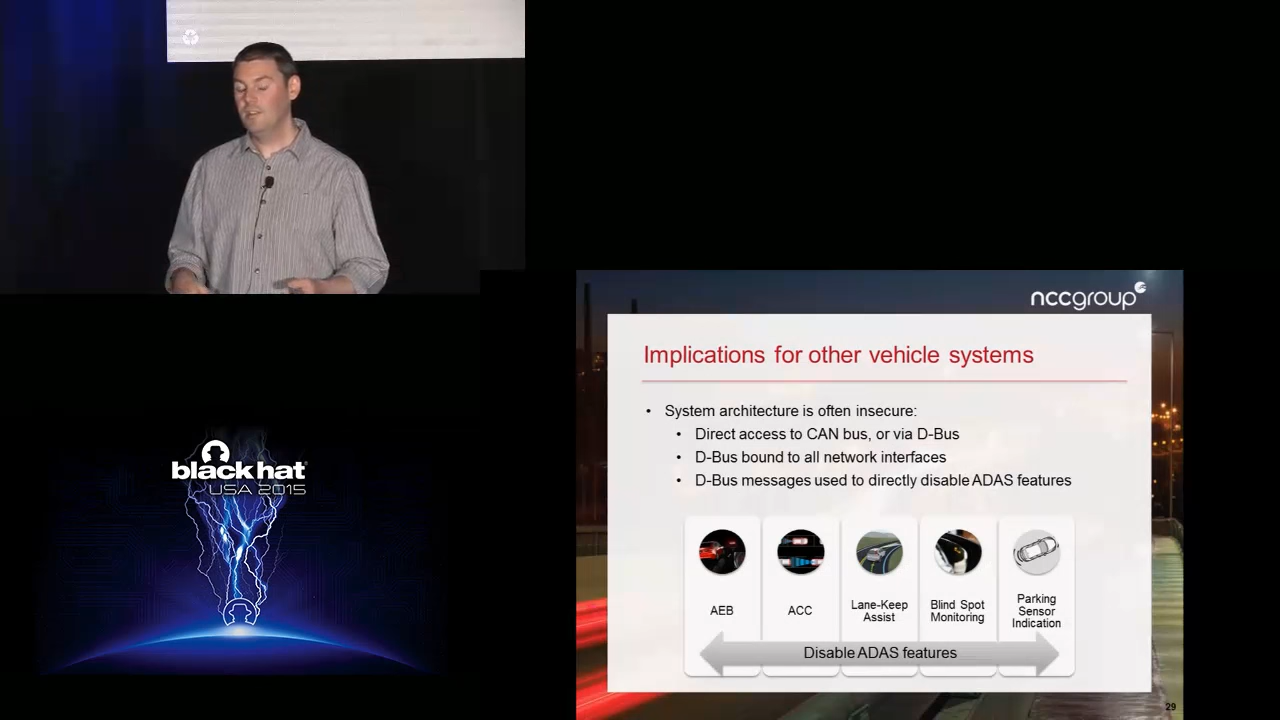 nccgroup
Implications for other vehicle systems
• System architecture is often insecure:
• Direct access to CAN bus, or via D-Bus
• D-Bus bound to all network interfaces
• D-Bus messages used to directly disable ADAS features
AEB
ACC
Lane-Keep
Assist
Blind Spot
Monitoring
Parking
Sensor
Indication
Disable ADAS features
29
black hat
USA 2015